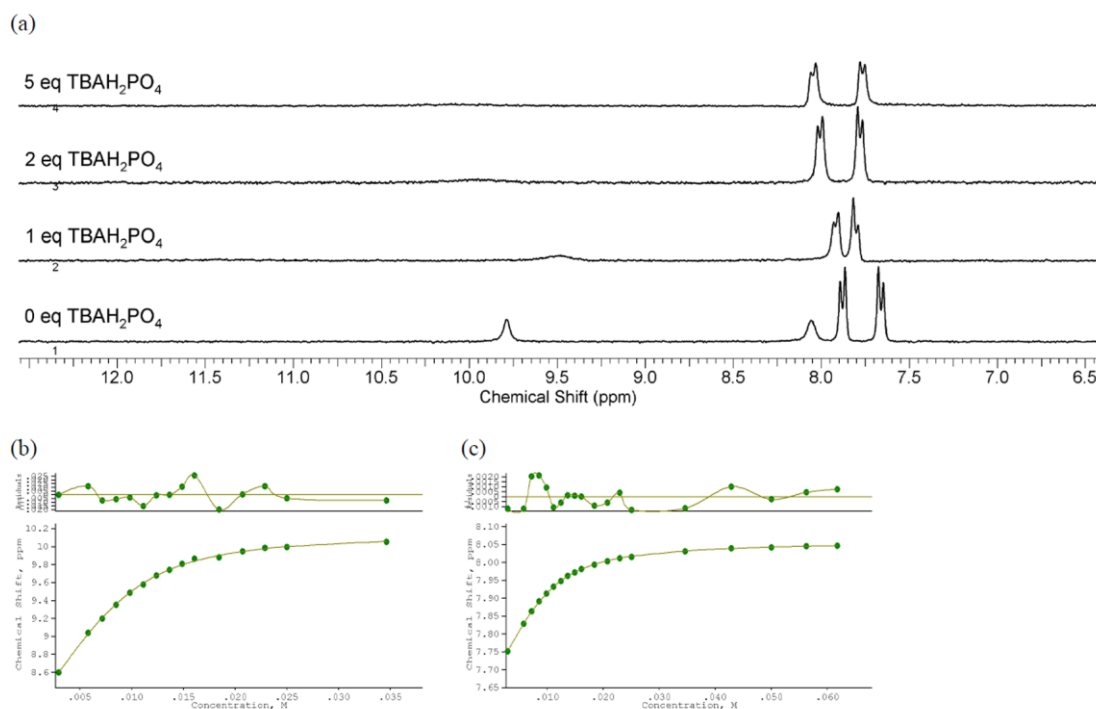 (a)
5 eq TBAH₂PO₄
4
2 eq TBAH₂PO₄
3
1 eq TBAH₂PO₄
2
0 eq TBAH₂PO₄
1
12.0 11.5 11.0 10.5 10.0 9.5 9.0 8.5 8.0 7.5 7.0 6.5
Chemical Shift (ppm)
(b)
10.2
10
9.8
9.6
9.4
9.2
9
8.8
8.6
Chemical Shift, ppm
.005 .010 .015 .020 .025 .030 .035
Concentration, M
(c)
8.10
8.05
8.00
7.95
7.90
7.85
7.80
7.75
7.70
7.65
Chemical Shift, ppm
.010 .020 .030 .040 .050 .060
Concentration, M